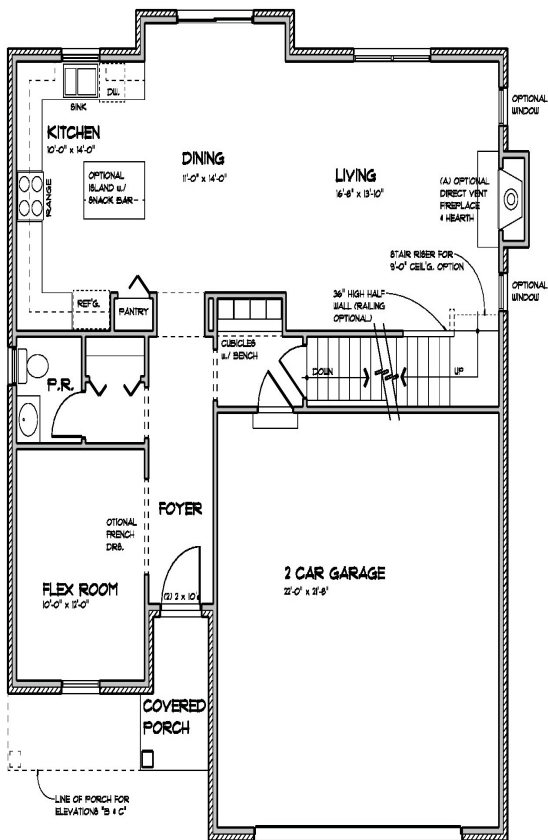 SINK
DW.
KITCHEN
10'-0" x 14'-0"
OPTIONAL
ISLAND w/
SNACK BAR
RANGE
REF'G.
PANTRY
DINING
11'-0" x 14'-0"
LIVING
16'-8" x 13'-10"
OPTIONAL
WINDOW
(A) OPTIONAL
DIRECT VENT
FIREPLACE
& HEARTH
STAIR RISER FOR
9'-0" CEIL'G. OPTION
OPTIONAL
WINDOW
36" HIGH HALF
WALL (RAILING
OPTIONAL)
CUBICLES
w/ BENCH
DOWN
UP
P.R.
FOYER
OTIONAL
FRENCH
DRS.
FLEX ROOM
10'-0" x 12'-0"
(2) 2 x 10's
2 CAR GARAGE
22'-0" x 21'-8"
COVERED
PORCH
LINE OF PORCH FOR
ELEVATIONS "B & C"